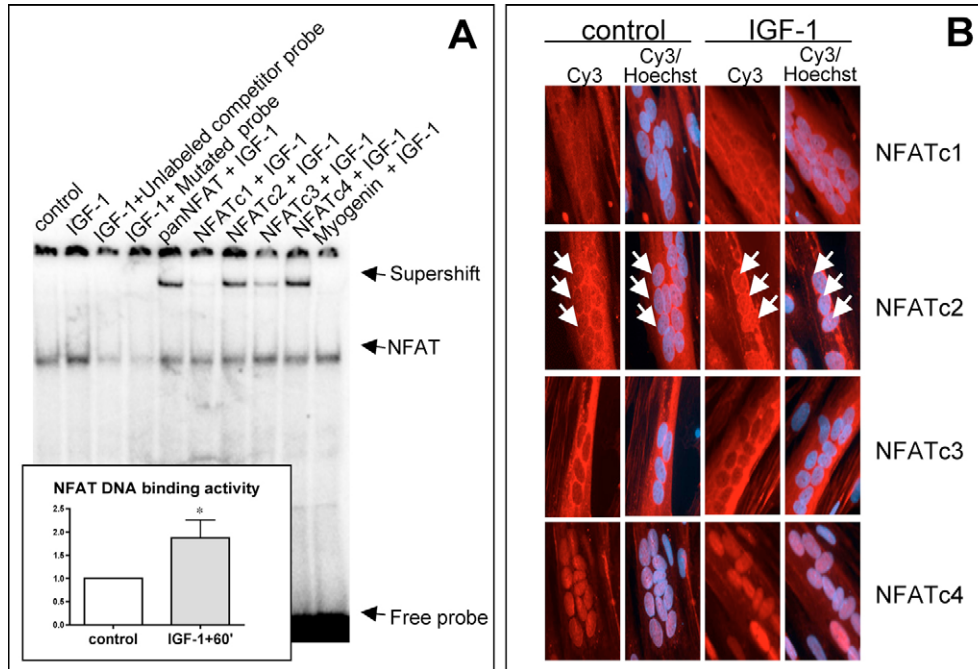 A
control
IGF-1
IGF-1+Unlabeled competitor probe
IGF-1+ Mutated probe
panNFAT + IGF-1
NFATc1 + IGF-1
NFATc2 + IGF-1
NFATc3 + IGF-1
NFATc4 + IGF-1
Myogenin + IGF-1
Supershift
NFAT
Free probe
NFAT DNA binding activity
2.5
2.0
1.5
1.0
0.5
0.0
*
control IGF-1+60'
B
control IGF-1
Cy3 Cy3/ Hoechst Cy3 Cy3/ Hoechst
NFATc1
NFATc2
NFATc3
NFATc4